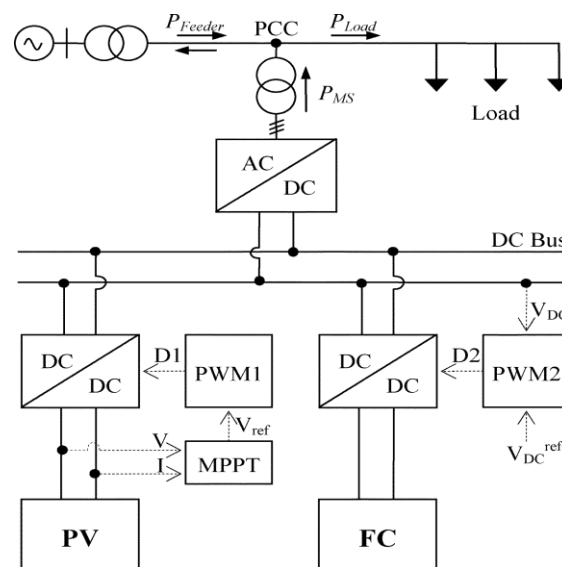 P_Feeder
PCC
P_Load
P_MS
Load
AC
DC
DC Bus
V_DC
DC
DC
D1
PWM1
DC
DC
D2
PWM2
V_ref
V
I
MPPT
V_DC^ref
PV
FC